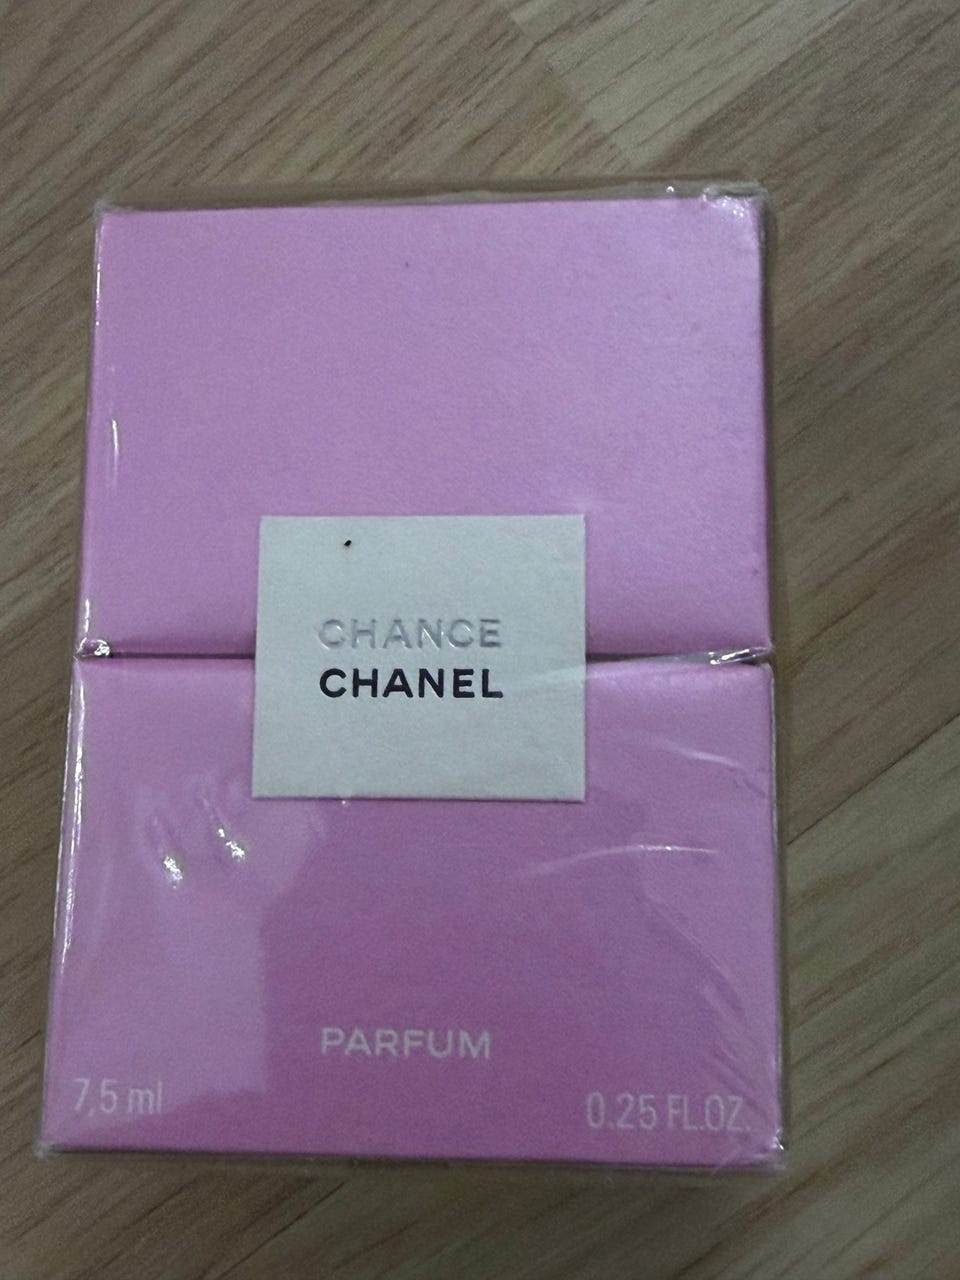 CHANCE
CHANEL
PARFUM
7,5 ml
0.25 FL.OZ.